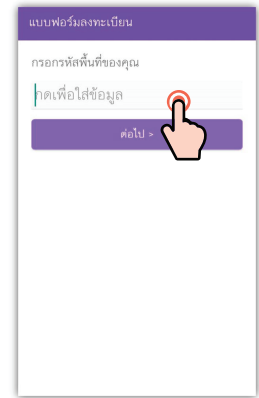 แบบฟอร์มลงทะเบียน
กรอกรหัสพื้นที่ของคุณ
กดเพื่อใส่ข้อมูล
ต่อไป >